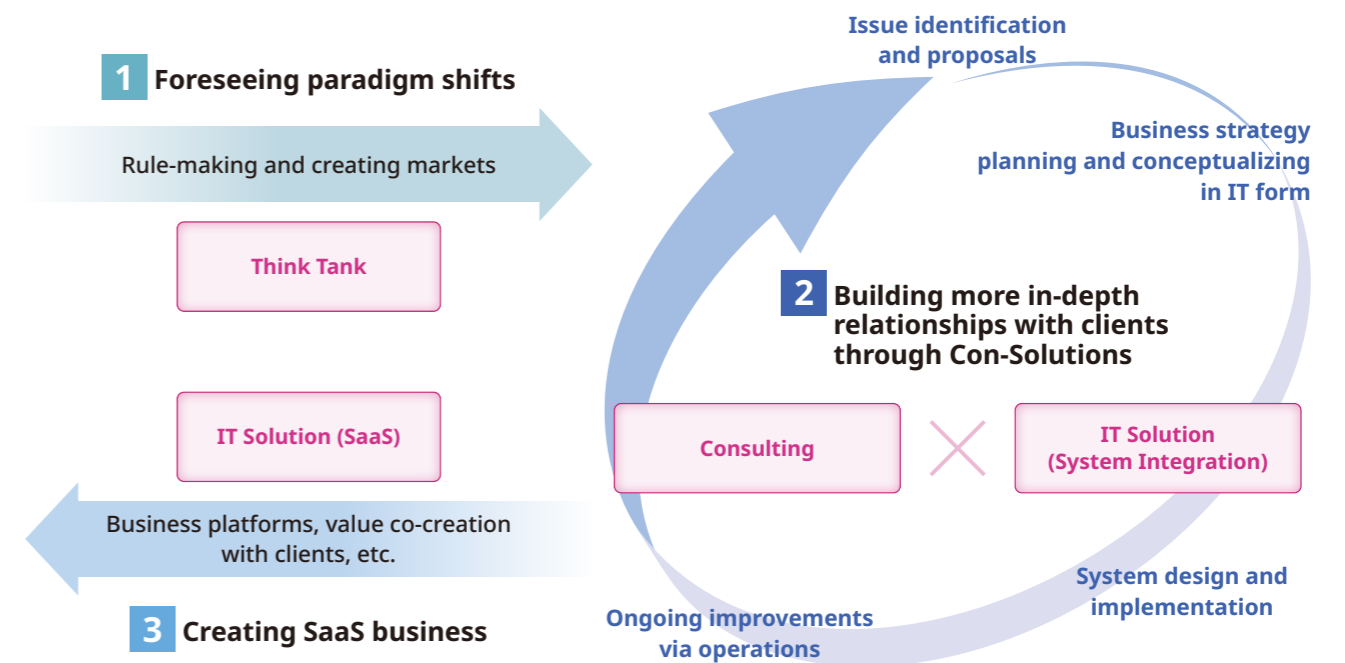 1 Foreseeing paradigm shifts
Rule-making and creating markets
Think Tank
IT Solution (SaaS)
Business platforms, value co-creation
with clients, etc.
3 Creating SaaS business
Issue identification
and proposals
Business strategy
planning and conceptualizing
in IT form
2 Building more in-depth
relationships with clients
through Con-Solutions
Consulting
IT Solution
(System Integration)
System design and
implementation
Ongoing improvements
via operations